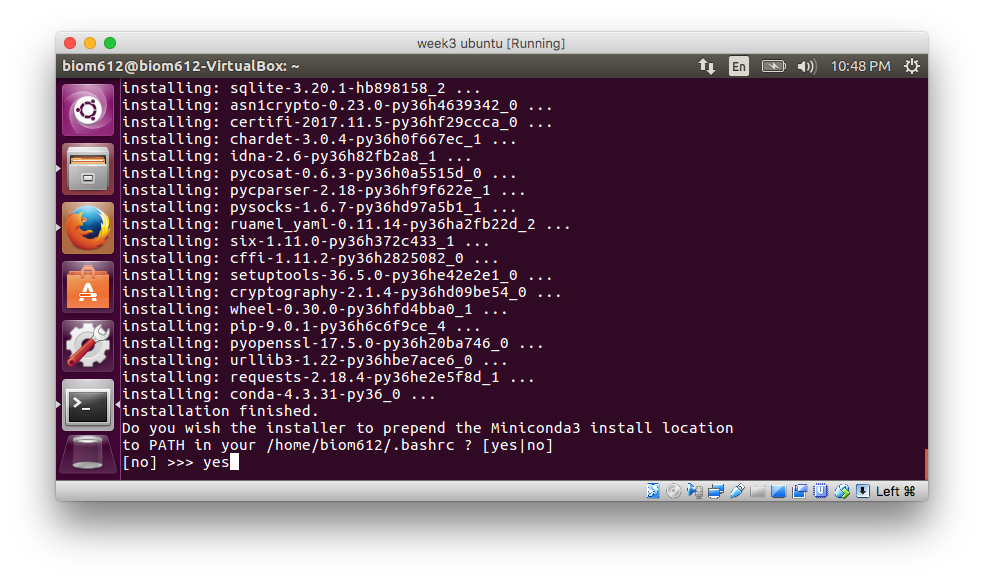 week3 ubuntu [Running]
biom612@biom612-VirtualBox: ~
En
10:48 PM
installing: sqlite-3.20.1-hb898158_2 ...
installing: asn1crypto-0.23.0-py36h4639342_0 ...
installing: certifi-2017.11.5-py36hf29ccca_0 ...
installing: chardet-3.0.4-py36h0f667ec_1 ...
installing: idna-2.6-py36h82fb2a8_1 ...
installing: pycosat-0.6.3-py36h0a5515d_0 ...
installing: pycparser-2.18-py36hf9f622e_1 ...
installing: pysocks-1.6.7-py36hd97a5b1_1 ...
installing: ruamel_yaml-0.11.14-py36ha2fb22d_2 ...
installing: six-1.11.0-py36h372c433_1 ...
installing: cffi-1.11.2-py36h2825082_0 ...
installing: setuptools-36.5.0-py36he42e2e1_0 ...
installing: cryptography-2.1.4-py36hd09be54_0 ...
installing: wheel-0.30.0-py36hfd4bba0_1 ...
installing: pip-9.0.1-py36h6c6f9ce_4 ...
installing: pyopenssl-17.5.0-py36h20ba746_0 ...
installing: urllib3-1.22-py36hbe7ace6_0 ...
installing: requests-2.18.4-py36he2e5f8d_1 ...
installing: conda-4.3.31-py36_0 ...
installation finished.
Do you wish the installer to prepend the Miniconda3 install location
to PATH in your /home/biom612/.bashrc ? [yes|no]
[no] >>> yes
Left ⌘